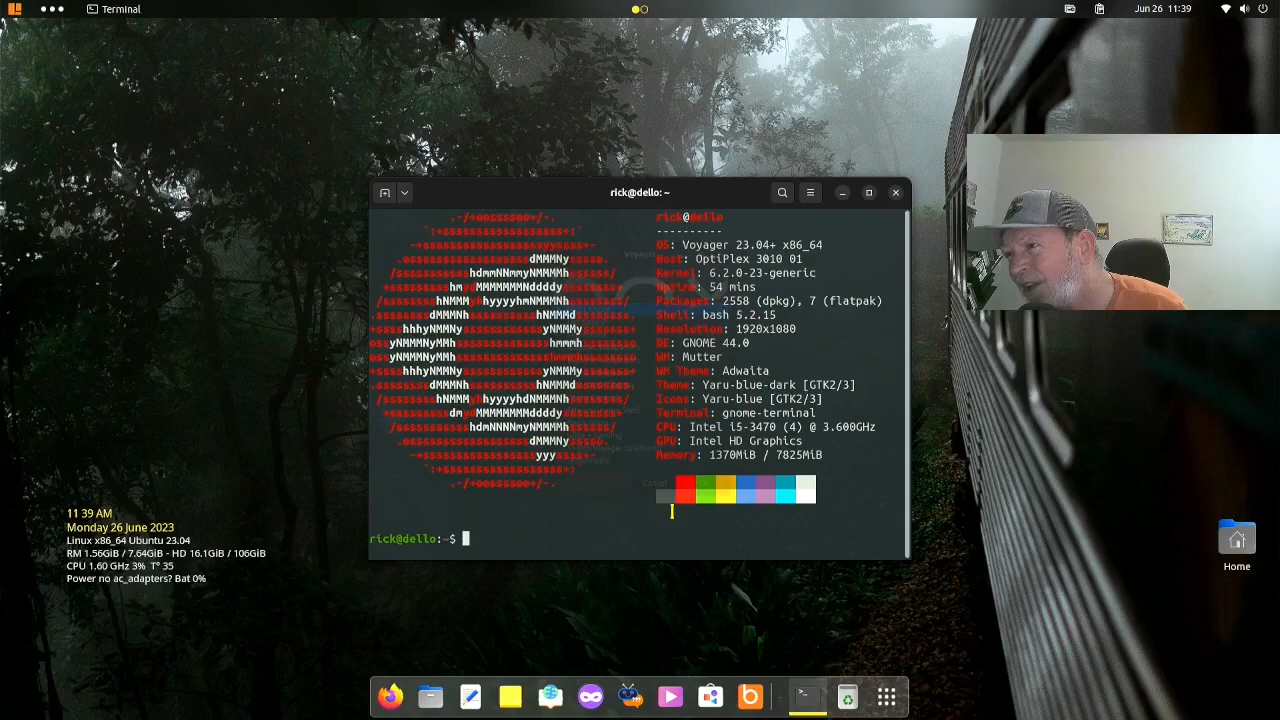 Terminal
Jun 26 11:39
rick@dello: ~
rick@dello
----------
OS: Voyager 23.04+ x86_64
Host: OptiPlex 3010 01
Kernel: 6.2.0-23-generic
Uptime: 54 mins
Packages: 2558 (dpkg), 7 (flatpak)
Shell: bash 5.2.15
Resolution: 1920x1080
DE: GNOME 44.0
WM: Mutter
WM Theme: Adwaita
Theme: Yaru-blue-dark [GTK2/3]
Icons: Yaru-blue [GTK2/3]
Terminal: gnome-terminal
CPU: Intel i5-3470 (4) @ 3.600GHz
GPU: Intel HD Graphics
Memory: 1370MiB / 7825MiB
rick@dello:~$
11 39 AM
Monday 26 June 2023
Linux x86_64 Ubuntu 23.04
RM 1.56GiB / 7.64GiB - HD 16.1GiB / 106GiB
CPU 1.60 GHz 3% T° 35
Power no ac_adapters? Bat 0%
Home